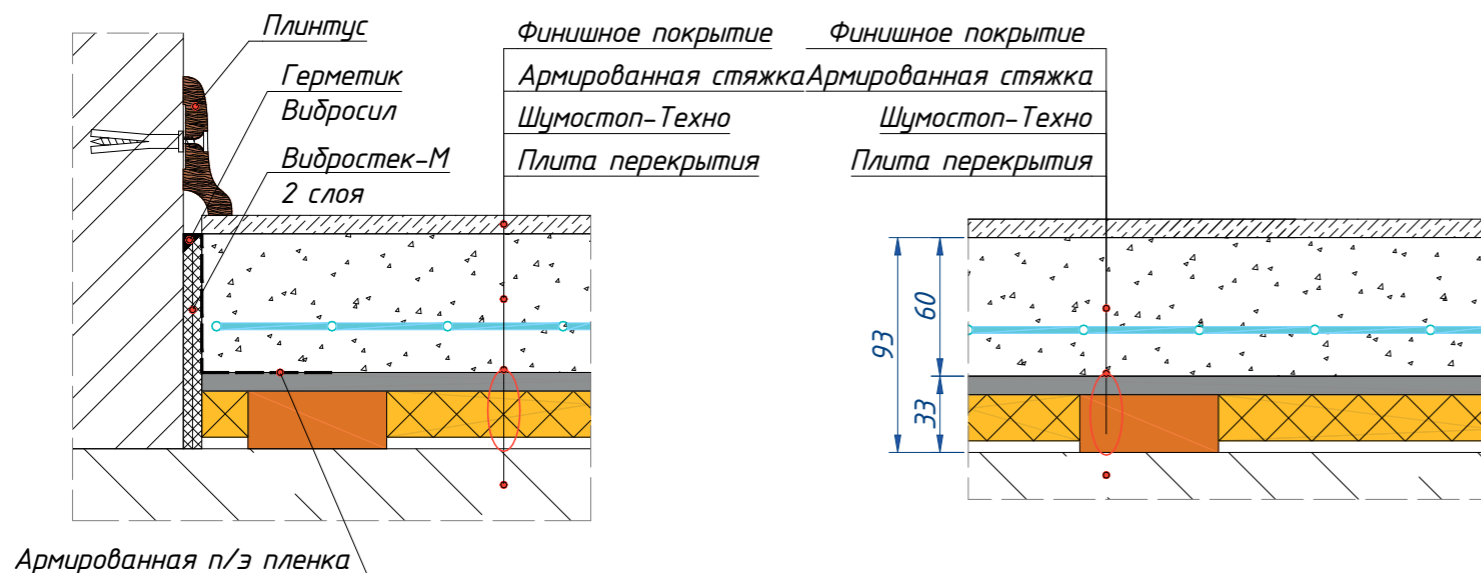 Плинтус
Герметик
Вибросил
Вибростек-М
2 слоя
Финишное покрытие
Армированная стяжка
Шумостоп-Техно
Плита перекрытия
Финишное покрытие
Армированная стяжка
Шумостоп-Техно
Плита перекрытия
93
60
33
Армированная п/э пленка